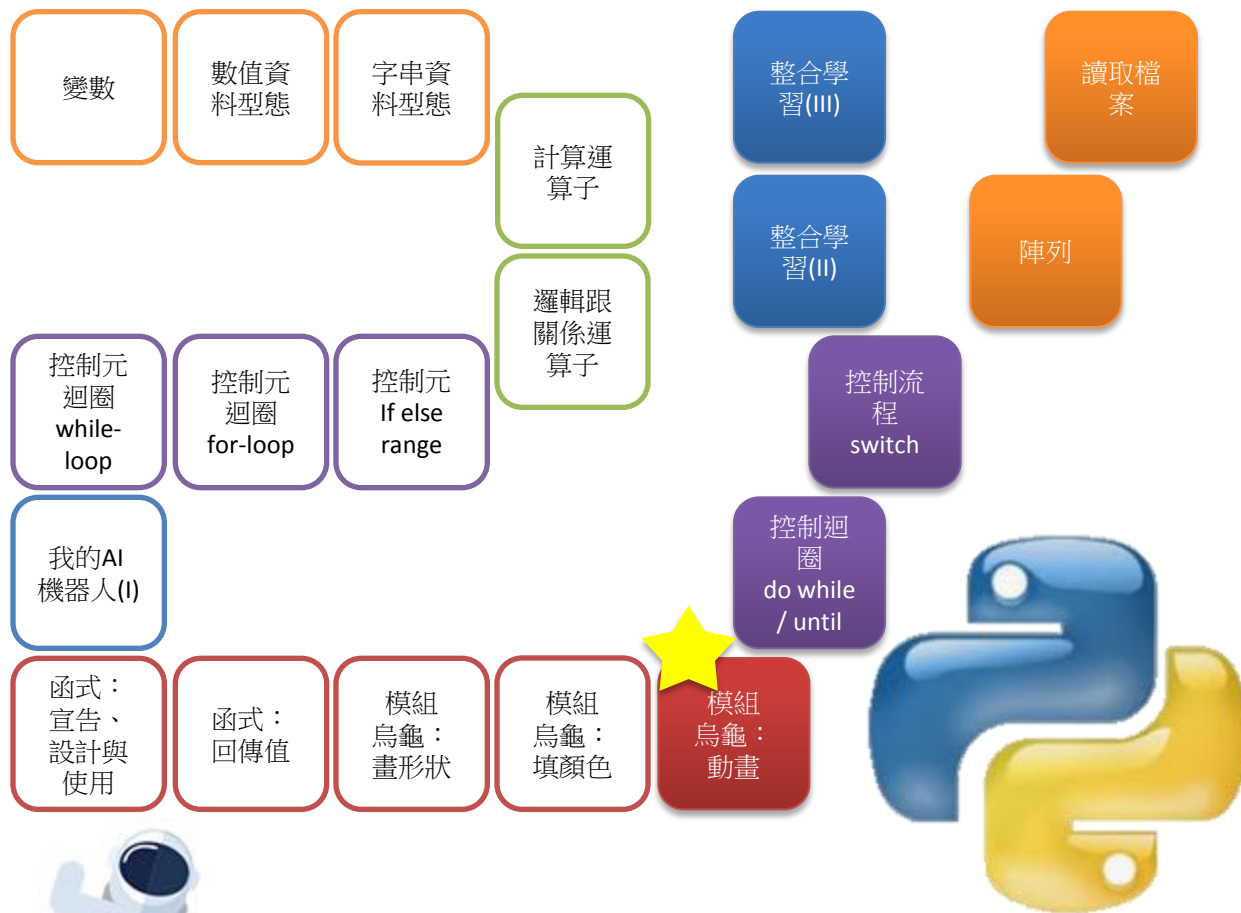 變數
數值資
料型態
字串資
料型態
計算運
算子
邏輯跟
關係運
算子
控制元
If else
range
控制元
迴圈
for-loop
控制元
迴圈
while-
loop
我的AI
機器人(I)
函式：
宣告、
設計與
使用
函式：
回傳值
模組
烏龜：
畫形狀
模組
烏龜：
填顏色
模組
烏龜：
動畫
控制迴
圈
do while
/ until
控制流
程
switch
陣列
讀取檔
案
整合學
習(II)
整合學
習(III)